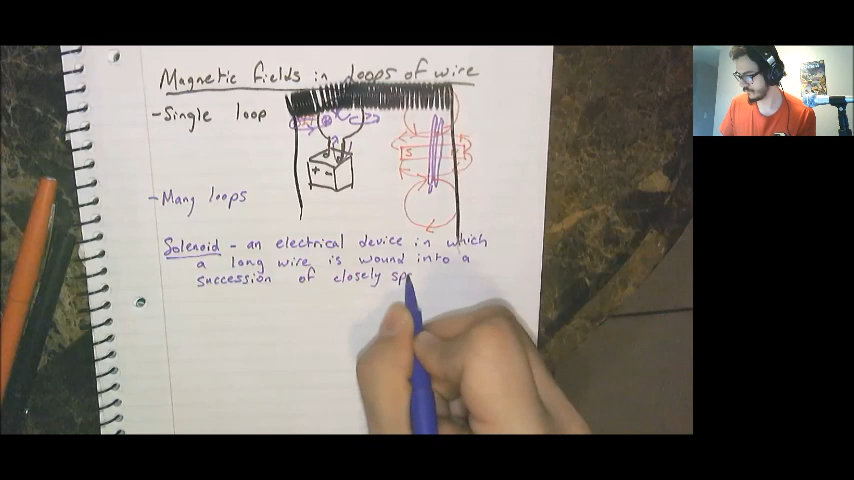 Magnetic fields in Loops of wire
-Single loop
+ -
S
-Many loops
Solenoid - an electrical device in which
a long wire is wound into a
succession of closely sp